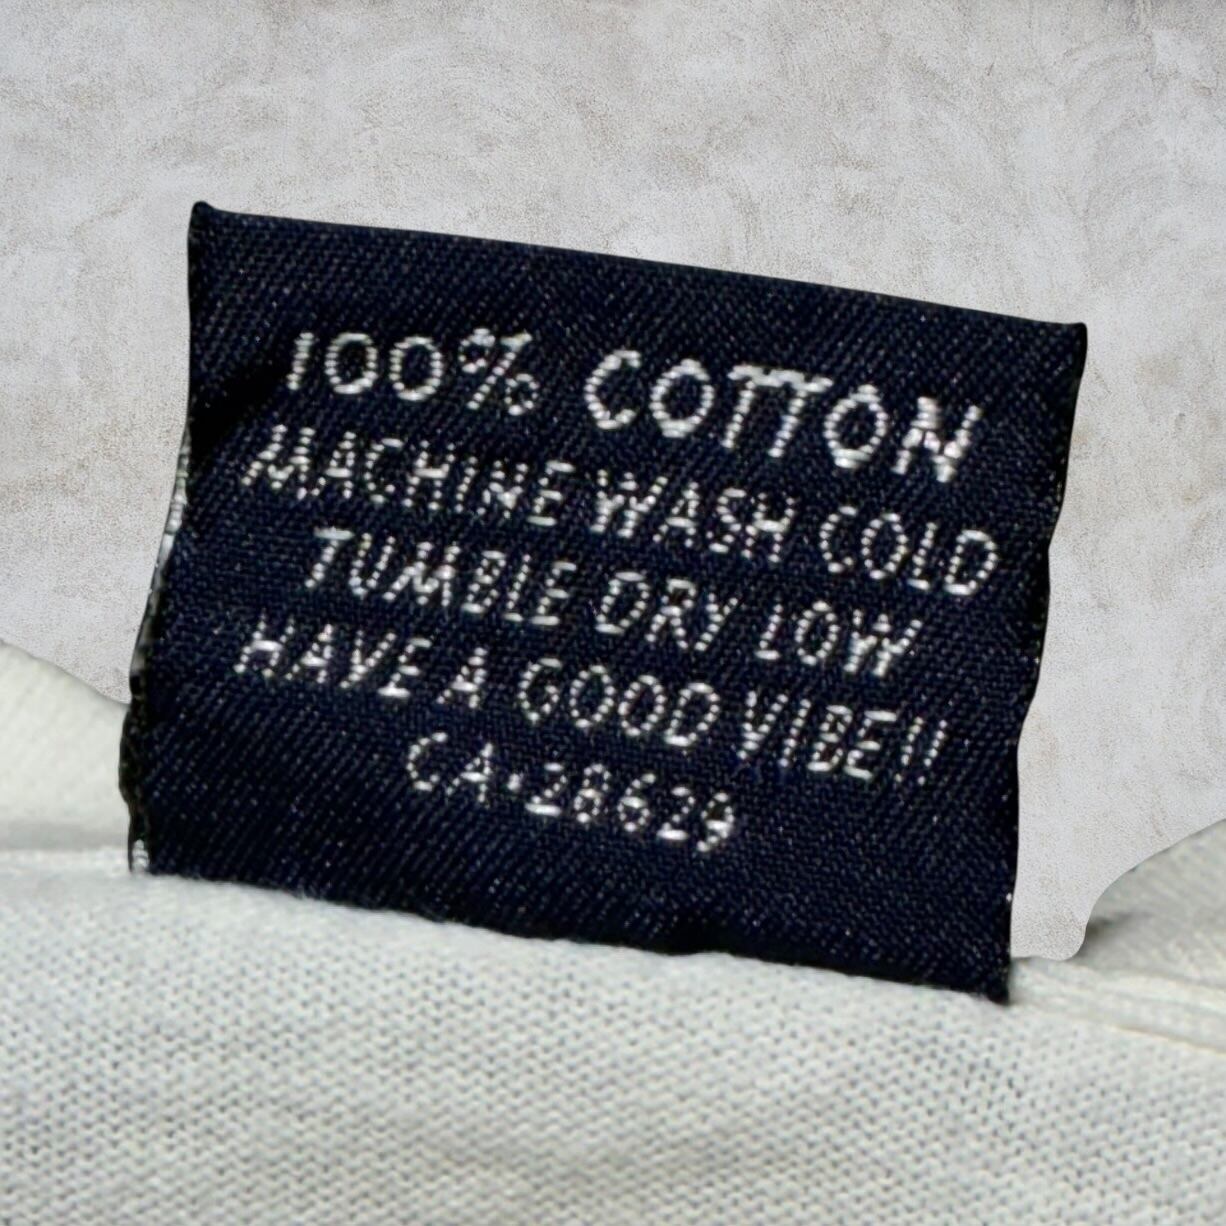 100% COTTON
MACHINE WASH COLD
TUMBLE DRY LOW
HAVE A GOOD VIBE!!
CA•28629